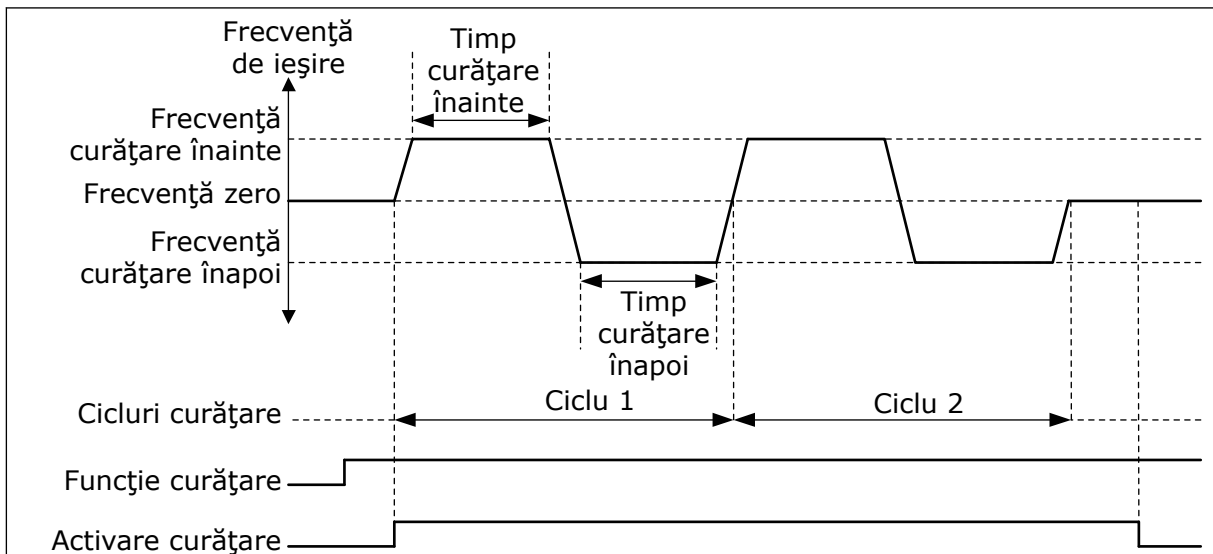 Frecvenţă
de ieşire
Timp
curăţare
înainte
Frecvenţă
curăţare înainte
Frecvenţă zero
Frecvenţă
curăţare înapoi
Timp
curăţare
înapoi
Cicluri curăţare
Ciclu 1
Ciclu 2
Funcţie curăţare
Activare curăţare